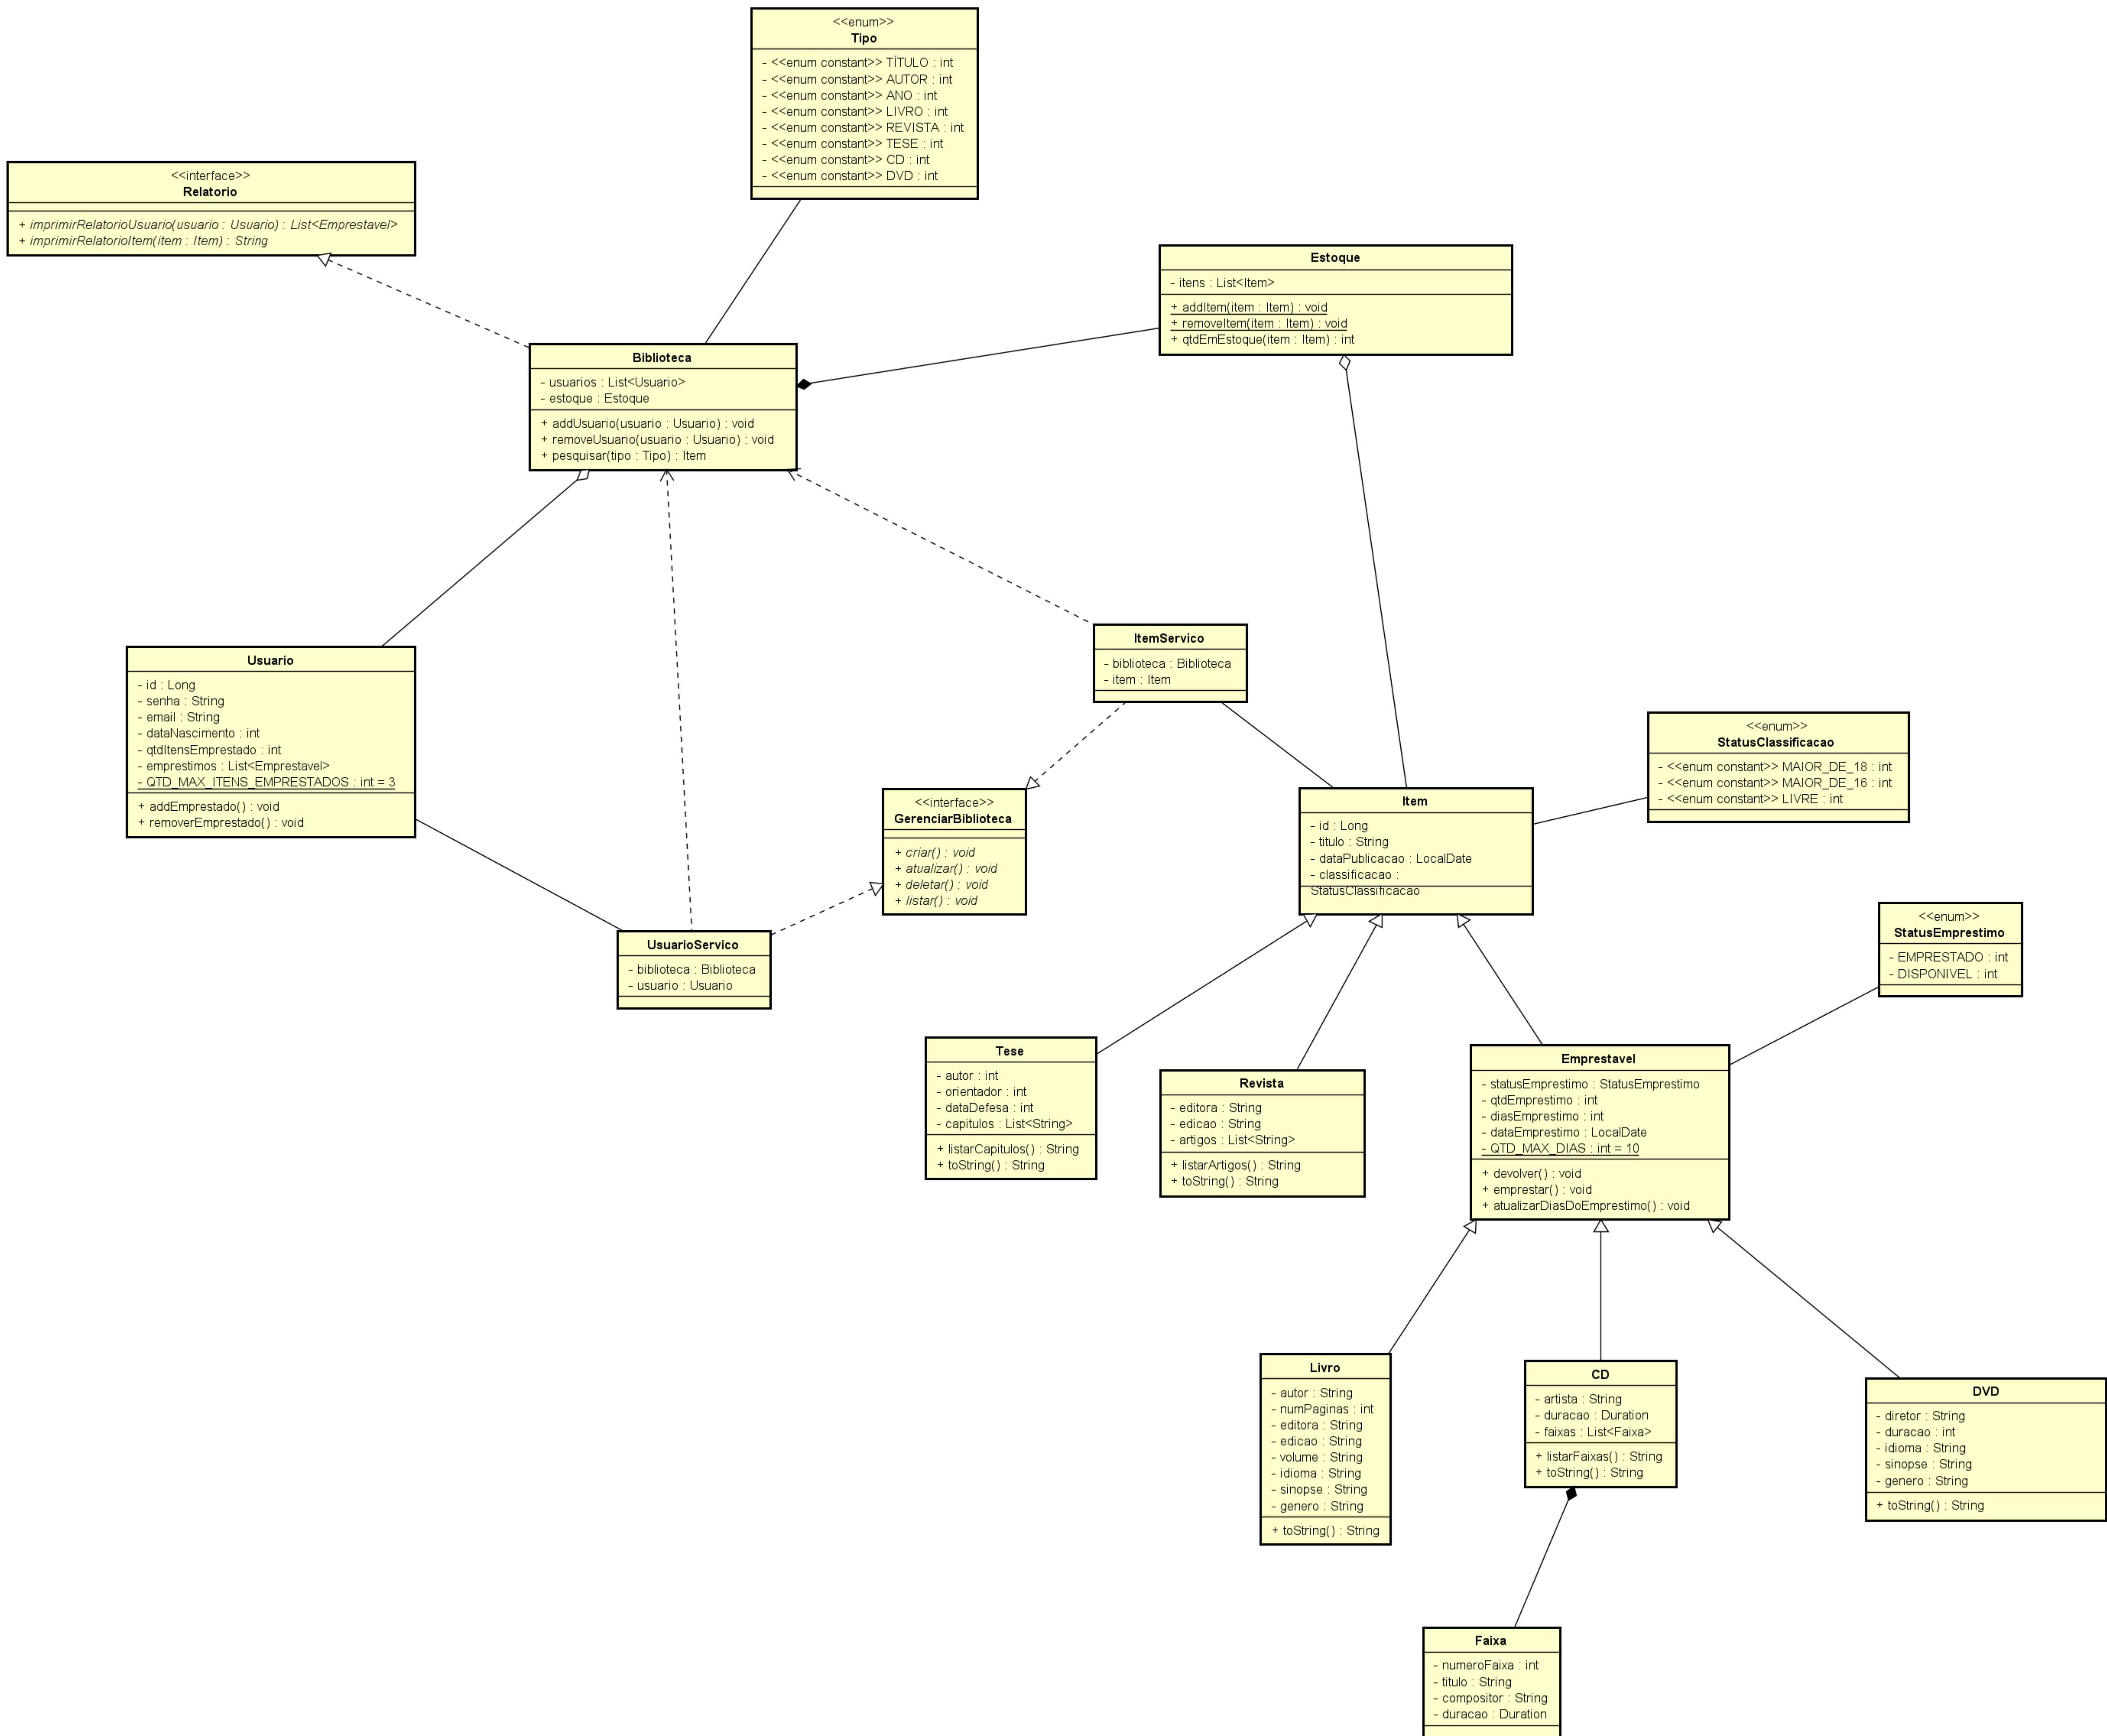 <<enum>>
Tipo
- <<enum constant>> TÍTULO : int
- <<enum constant>> AUTOR : int
- <<enum constant>> ANO : int
- <<enum constant>> LIVRO : int
- <<enum constant>> REVISTA : int
- <<enum constant>> TESE : int
- <<enum constant>> CD : int
- <<enum constant>> DVD : int
<<interface>>
Relatorio
+ imprimirRelatorioUsuario(usuario : Usuario) : List<Emprestavel>
+ imprimirRelatorioItem(item : Item) : String
Estoque
- itens : List<Item>
+ addItem(item : Item) : void
+ removeItem(item : Item) : void
+ qtdEmEstoque(item : Item) : int
Biblioteca
- usuarios : List<Usuario>
- estoque : Estoque
+ addUsuario(usuario : Usuario) : void
+ removeUsuario(usuario : Usuario) : void
+ pesquisar(tipo : Tipo) : Item
ItemServico
- biblioteca : Biblioteca
- item : Item
Usuario
- id : Long
- senha : String
- email : String
- dataNascimento : int
- qtdItensEmprestado : int
- emprestimos : List<Emprestavel>
- QTD_MAX_ITENS_EMPRESTADOS : int = 3
+ addEmprestado() : void
+ removerEmprestado() : void
<<enum>>
StatusClassificacao
- <<enum constant>> MAIOR_DE_18 : int
- <<enum constant>> MAIOR_DE_16 : int
- <<enum constant>> LIVRE : int
<<interface>>
GerenciarBiblioteca
+ criar() : void
+ atualizar() : void
+ deletar() : void
+ listar() : void
Item
- id : Long
- titulo : String
- dataPublicacao : LocalDate
- classificacao :
StatusClassificacao
<<enum>>
StatusEmprestimo
- EMPRESTADO : int
- DISPONIVEL : int
UsuarioServico
- biblioteca : Biblioteca
- usuario : Usuario
Tese
- autor : int
- orientador : int
- dataDefesa : int
- capitulos : List<String>
+ listarCapitulos() : String
+ toString() : String
Revista
- editora : String
- edicao : String
- artigos : List<String>
+ listarArtigos() : String
+ toString() : String
Emprestavel
- statusEmprestimo : StatusEmprestimo
- qtdEmprestimo : int
- diasEmprestimo : int
- dataEmprestimo : LocalDate
- QTD_MAX_DIAS : int = 10
+ devolver() : void
+ emprestar() : void
+ atualizarDiasDoEmprestimo() : void
Livro
- autor : String
- numPaginas : int
- editora : String
- edicao : String
- volume : String
- idioma : String
- sinopse : String
- genero : String
+ toString() : String
CD
- artista : String
- duracao : Duration
- faixas : List<Faixa>
+ listarFaixas() : String
+ toString() : String
DVD
- diretor : String
- duracao : int
- idioma : String
- sinopse : String
- genero : String
+ toString() : String
Faixa
- numeroFaixa : int
- titulo : String
- compositor : String
- duracao : Duration